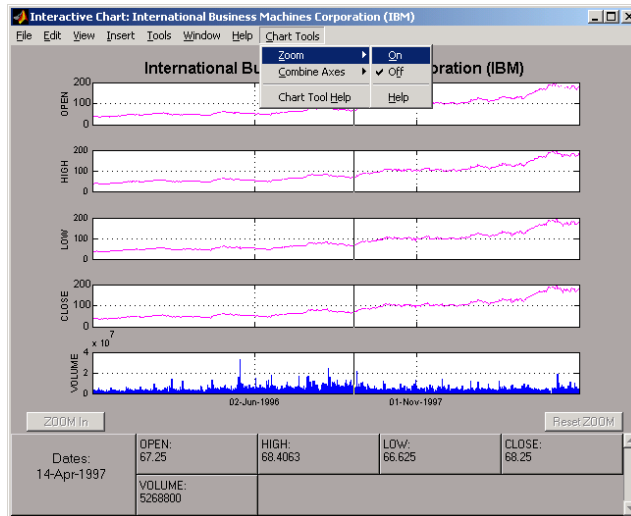 Interactive Chart: International Business Machines Corporation (IBM)
File Edit View Insert Tools Window Help Chart Tools
Zoom
On
Combine Axes
Off
Chart Tool Help
Help
International Bu
oration (IBM)
OPEN
200
100
0
HIGH
200
100
0
LOW
200
100
0
CLOSE
200
100
0
x 10^7
VOLUME
4
2
0
02-Jun-1996
01-Nov-1997
ZOOM In
Reset ZOOM
Dates:
14-Apr-1997
OPEN:
67.25
HIGH:
68.4063
LOW:
66.625
CLOSE:
68.25
VOLUME:
5268800